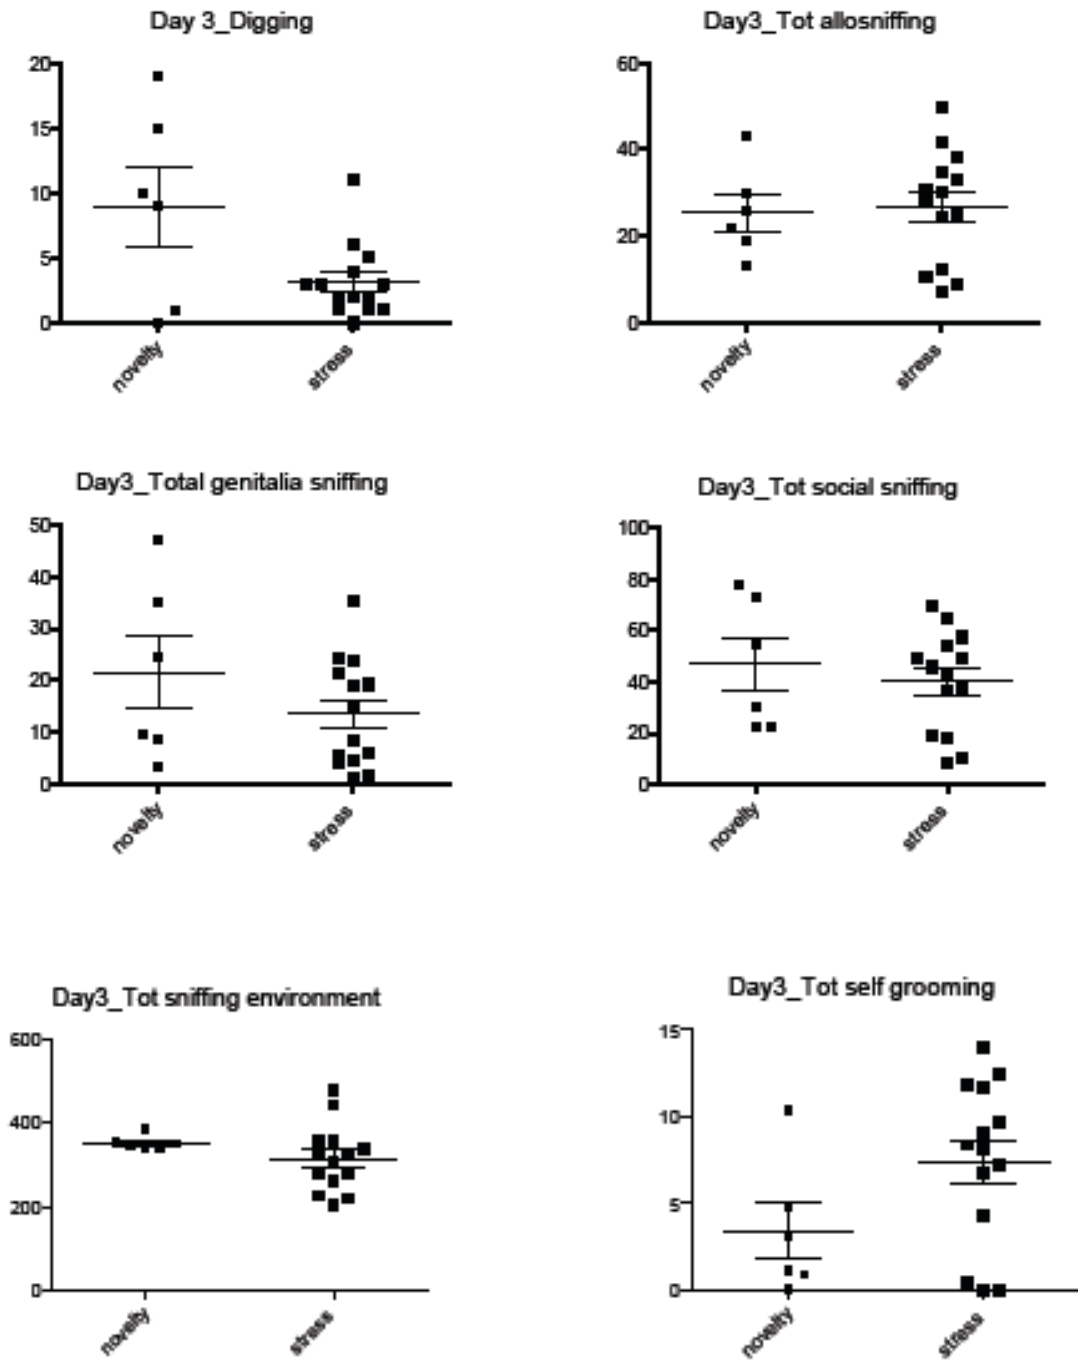 Day 3_Digging
20
15
10
5
0
novelty
stress
Day3_Tot allosniffing
60
40
20
0
novelty
stress
Day3_Total genitalia sniffing
50
40
30
20
10
0
novelty
stress
Day3_Tot social sniffing
100
80
60
40
20
0
novelty
stress
Day3_Tot sniffing environment
600
400
200
0
novelty
stress
Day3_Tot self grooming
15
10
5
0
novelty
stress